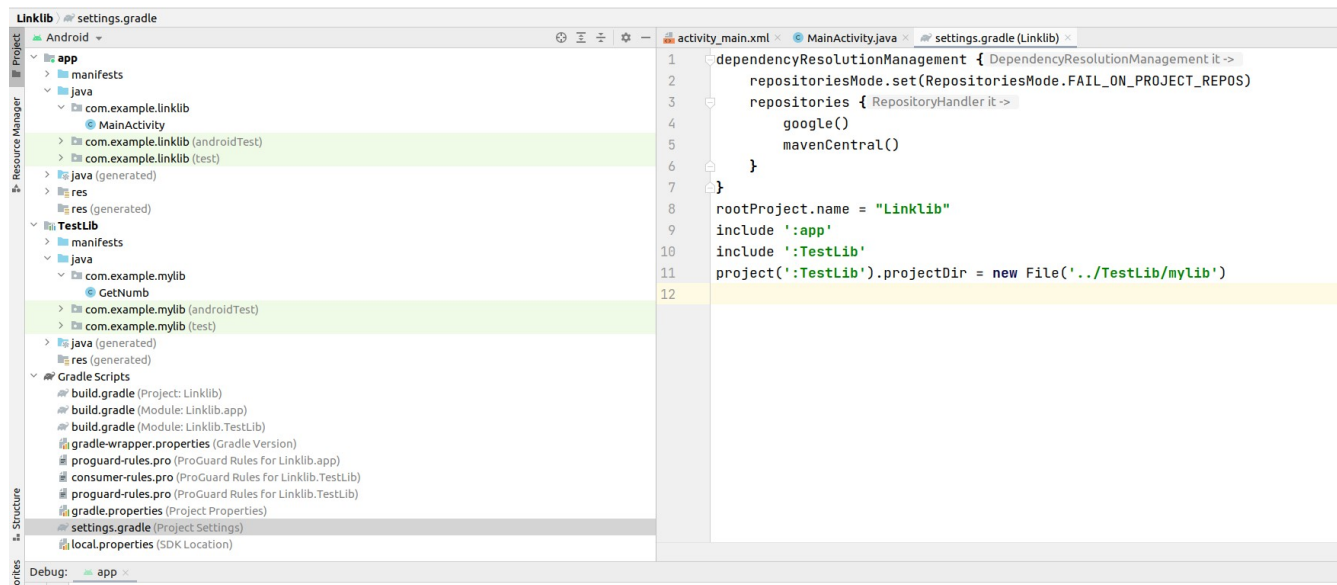 Linklib settings.gradle
Project
Resource Manager
Structure
Android
app
manifests
java
com.example.linklib
MainActivity
com.example.linklib (androidTest)
com.example.linklib (test)
java (generated)
res
res (generated)
TestLib
manifests
java
com.example.mylib
GetNumb
com.example.mylib (androidTest)
com.example.mylib (test)
java (generated)
res (generated)
Gradle Scripts
build.gradle (Project: Linklib)
build.gradle (Module: Linklib.app)
build.gradle (Module: Linklib.TestLib)
gradle-wrapper.properties (Gradle Version)
proguard-rules.pro (ProGuard Rules for Linklib.app)
consumer-rules.pro (ProGuard Rules for Linklib.TestLib)
proguard-rules.pro (ProGuard Rules for Linklib.TestLib)
gradle.properties (Project Properties)
settings.gradle (Project Settings)
local.properties (SDK Location)
activity_main.xml MainActivity.java settings.gradle (Linklib)
1 dependencyResolutionManagement { DependencyResolutionManagement it ->
2 repositoriesMode.set(RepositoriesMode.FAIL_ON_PROJECT_REPOS)
3 repositories { RepositoryHandler it ->
4 google()
5 mavenCentral()
6 }
7 }
8 rootProject.name = "Linklib"
9 include ':app'
10 include ':TestLib'
11 project(':TestLib').projectDir = new File('../TestLib/mylib')
12
Debug: app